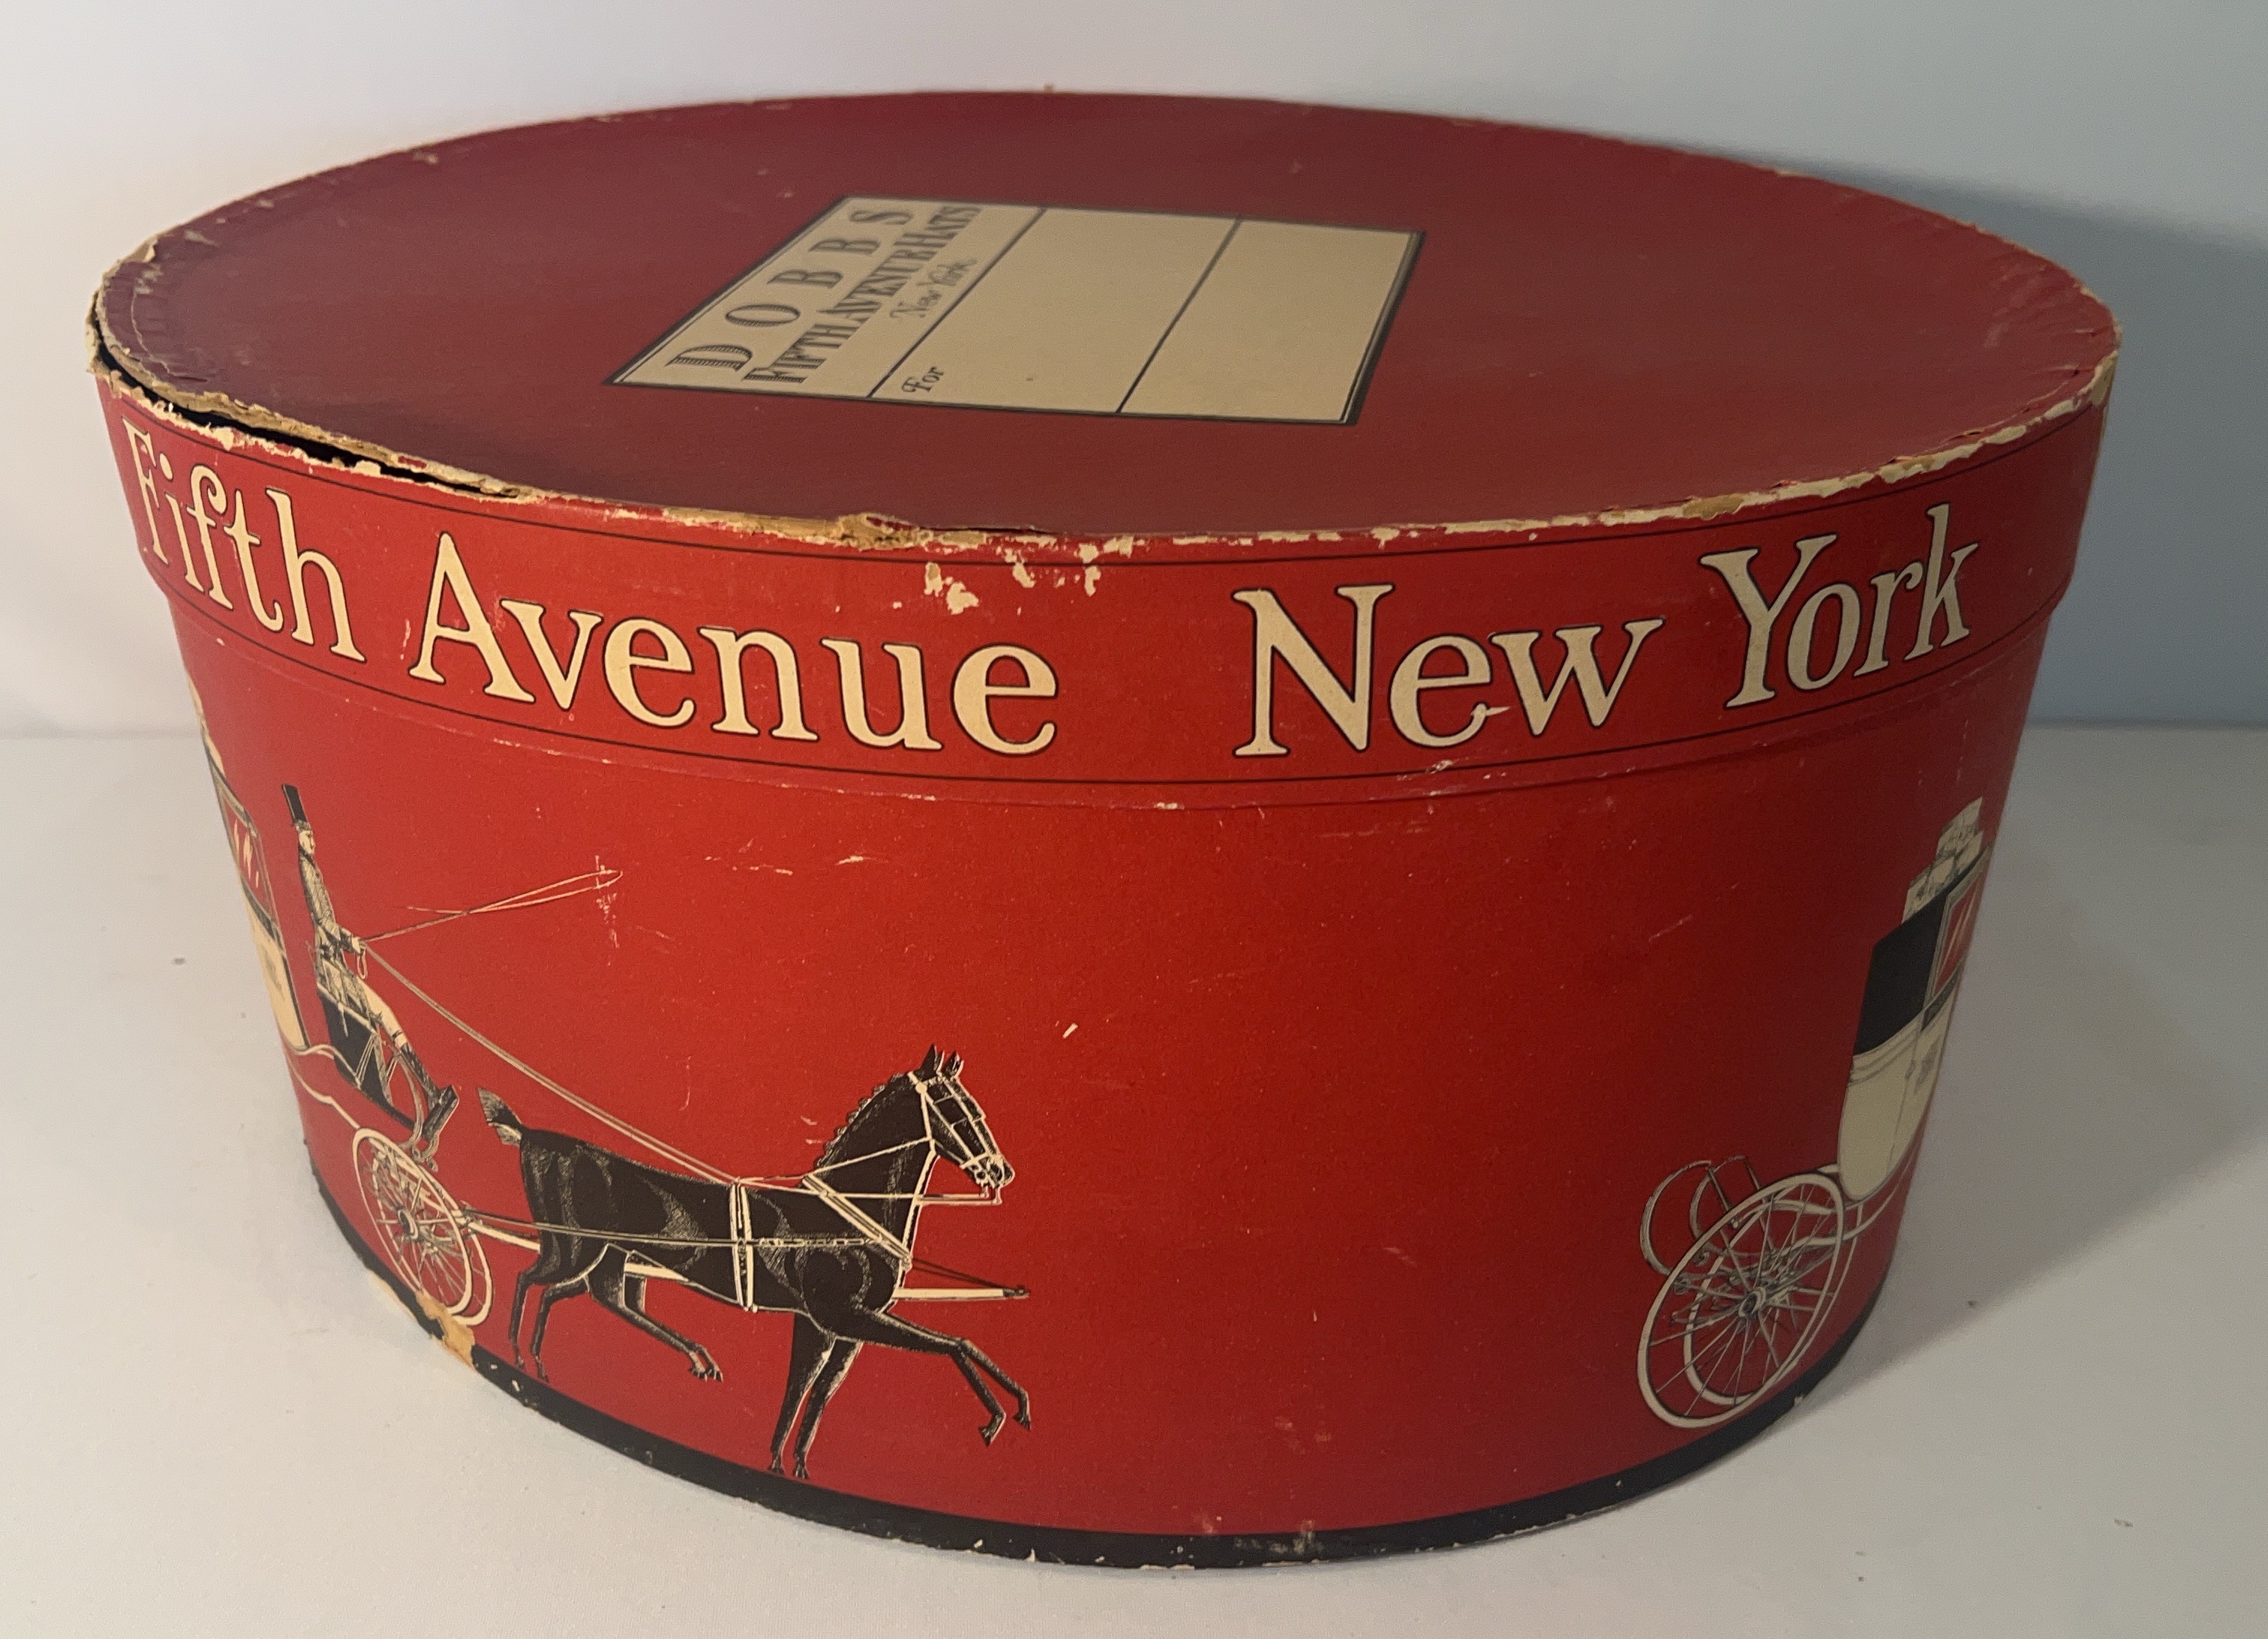 DOBBS
FIFTH AVENUE HATS
New York
For
Fifth Avenue New York